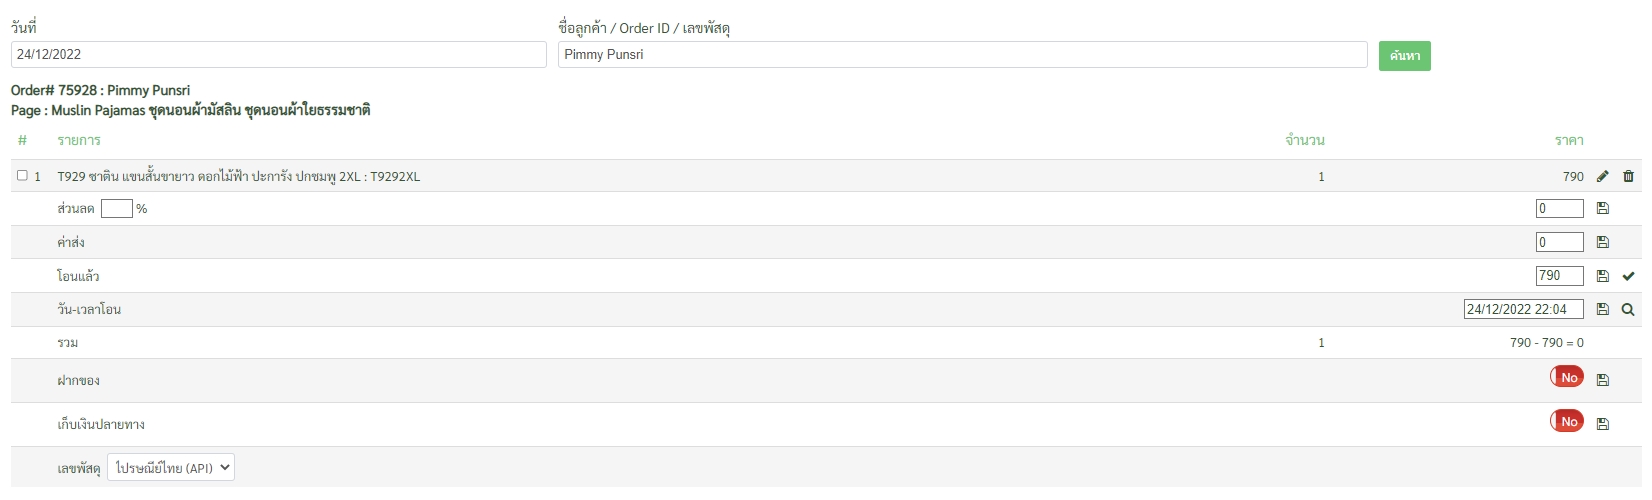 วันที่ ชื่อลูกค้า / Order ID / เลขพัสดุ
24/12/2022 Pimmy Punsri ค้นหา
Order# 75928 : Pimmy Punsri
Page : Muslin Pajamas ชุดนอนผ้ามัสลิน ชุดนอนผ้าใยธรรมชาติ
# รายการ จำนวน ราคา
1 T929 ซาติน แขนสั้นขายาว ดอกไม้ฟ้า ปะการัง ปกชมพู 2XL : T9292XL 1 790
ส่วนลด % 0
ค่าส่ง 0
โอนแล้ว 790
วัน-เวลาโอน 24/12/2022 22:04
รวม 1 790 - 790 = 0
ฝากของ No
เก็บเงินปลายทาง No
เลขพัสดุ ไปรษณีย์ไทย (API)